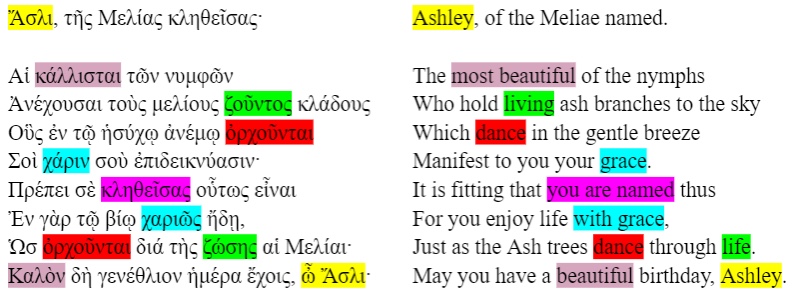 Ἄσλι, τῆς Μελίας κληθεῖσας·
Αἱ κάλλισται τῶν νυμφῶν
Ἀνέχουσαι τοὺς μελίους ζοῦντος κλάδους
Οὓς ἐν τῷ ἡσύχῳ ἀνέμῳ ὀρχοῦνται
Σοὶ χάριν σοὺ ἐπιδεικνύασιν·
Πρέπει σὲ κληθεῖσας οὗτως εἶναι
Ἐν γὰρ τῷ βίῳ χαριῶς ἤδῃ,
Ὡσ ὀρχοῦνται διά τὴς ζώσης αἱ Μελίαι·
Καλὸν δὴ γενέθλιον ἡμέρα ἔχοις, ὦ Ἄσλι·
Ashley, of the Meliae named.
The most beautiful of the nymphs
Who hold living ash branches to the sky
Which dance in the gentle breeze
Manifest to you your grace.
It is fitting that you are named thus
For you enjoy life with grace,
Just as the Ash trees dance through life.
May you have a beautiful birthday, Ashley.